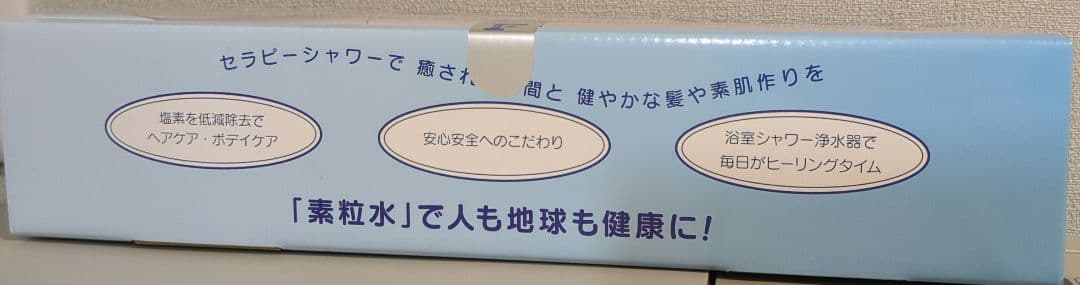 セラピーシャワーで 癒され 間と 健やかな髪や素肌作りを
塩素を低減除去で
ヘアケア・ボデイケア
安心安全へのこだわり
浴室シャワー浄水器で
毎日がヒーリングタイム
「素粒水」で人も地球も健康に!